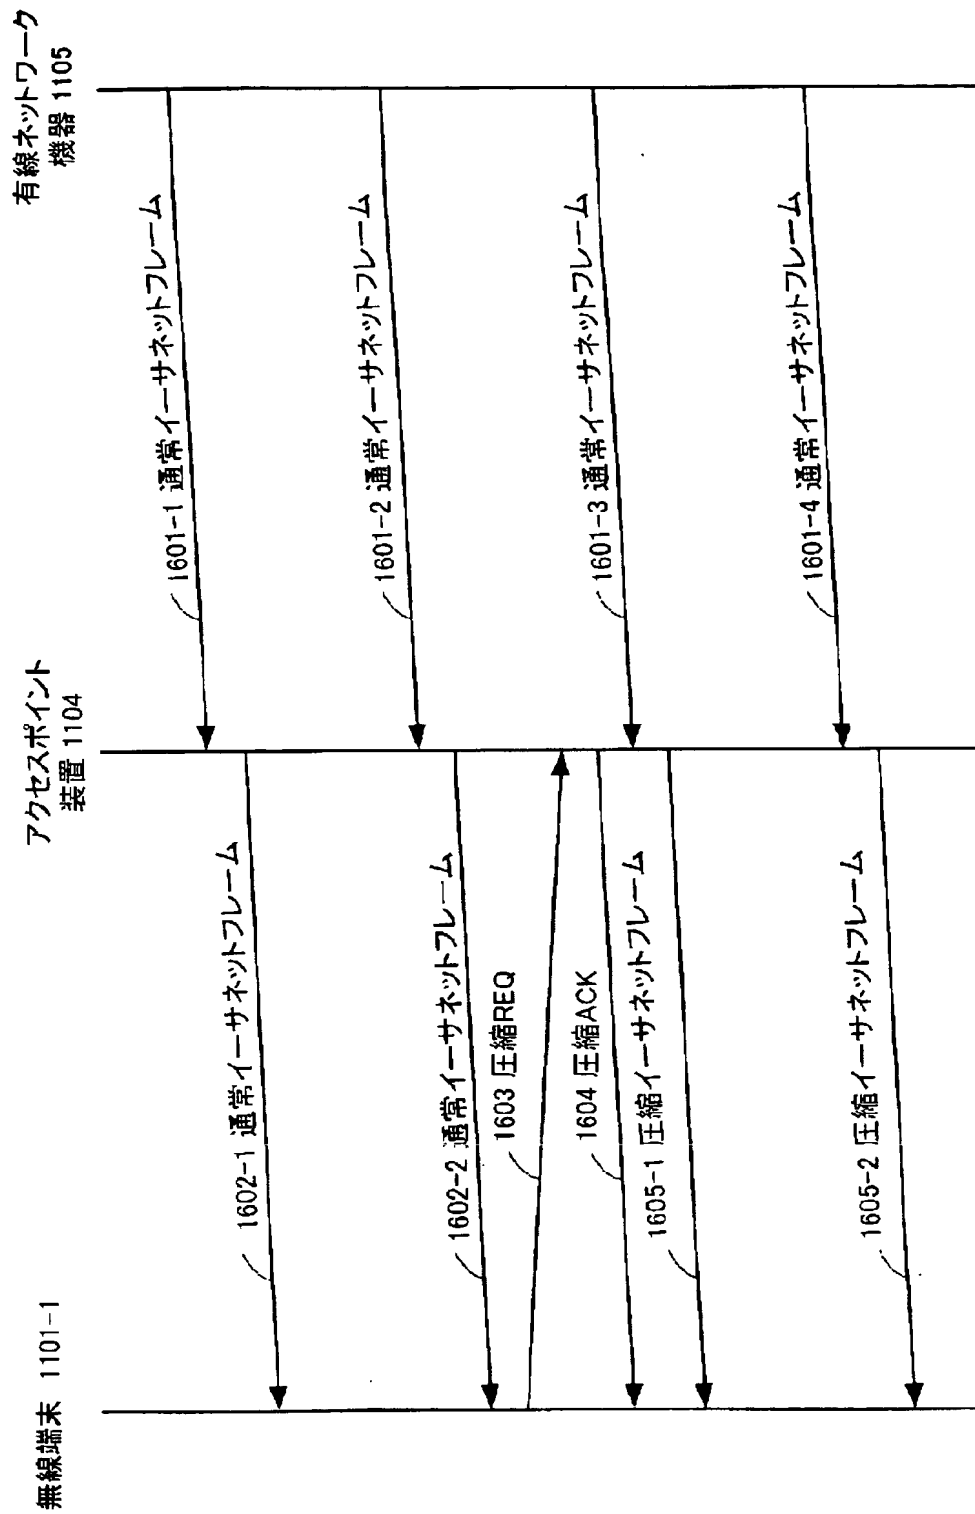 無線端末 1101-1
アクセスポイント
装置 1104
有線ネットワーク
機器 1105
1601-1 通常イーサネットフレーム
1602-1 通常イーサネットフレーム
1601-2 通常イーサネットフレーム
1602-2 通常イーサネットフレーム
1603 圧縮REQ
1604 圧縮ACK
1601-3 通常イーサネットフレーム
1605-1 圧縮イーサネットフレーム
1601-4 通常イーサネットフレーム
1605-2 圧縮イーサネットフレーム